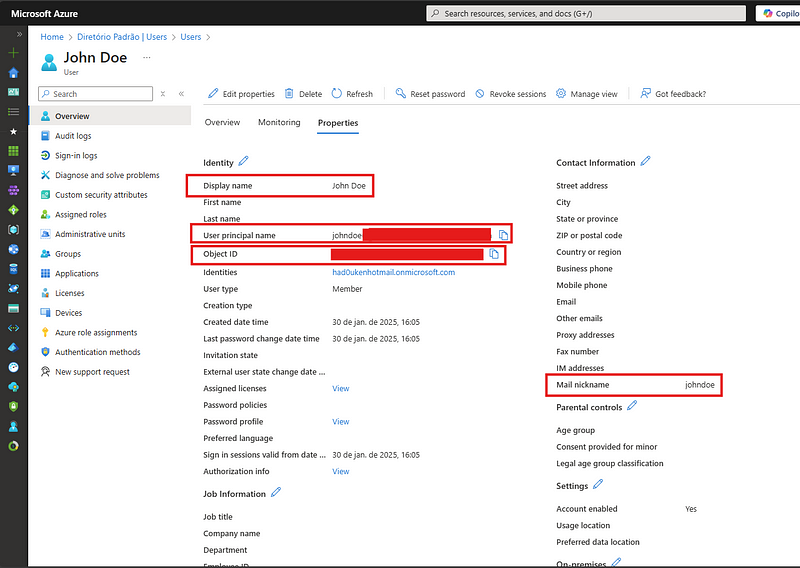 Microsoft Azure
Search resources, services, and docs (G+/)
Copilo
Home > Diretório Padrão | Users > Users >
John Doe ...
User
Search
Edit properties
Delete
Refresh
Reset password
Revoke sessions
Manage view
Got feedback?
Overview
Audit logs
Sign-in logs
Diagnose and solve problems
Custom security attributes
Assigned roles
Administrative units
Groups
Applications
Licenses
Devices
Azure role assignments
Authentication methods
New support request
Overview Monitoring Properties
Identity
Display name John Doe
First name
Last name
User principal name johndoe
Object ID
Identities had0ukenhotmail.onmicrosoft.com
User type Member
Creation type
Created date time 30 de jan. de 2025, 16:05
Last password change date time 30 de jan. de 2025, 16:05
Invitation state
External user state change date ...
Assigned licenses View
Password policies
Password profile View
Preferred language
Sign in sessions valid from date ... 30 de jan. de 2025, 16:05
Authorization info View
Job Information
Job title
Company name
Department
Employee ID
Contact Information
Street address
City
State or province
ZIP or postal code
Country or region
Business phone
Mobile phone
Email
Other emails
Proxy addresses
Fax number
IM addresses
Mail nickname johndoe
Parental controls
Age group
Consent provided for minor
Legal age group classification
Settings
Account enabled Yes
Usage location
Preferred data location
On-premises